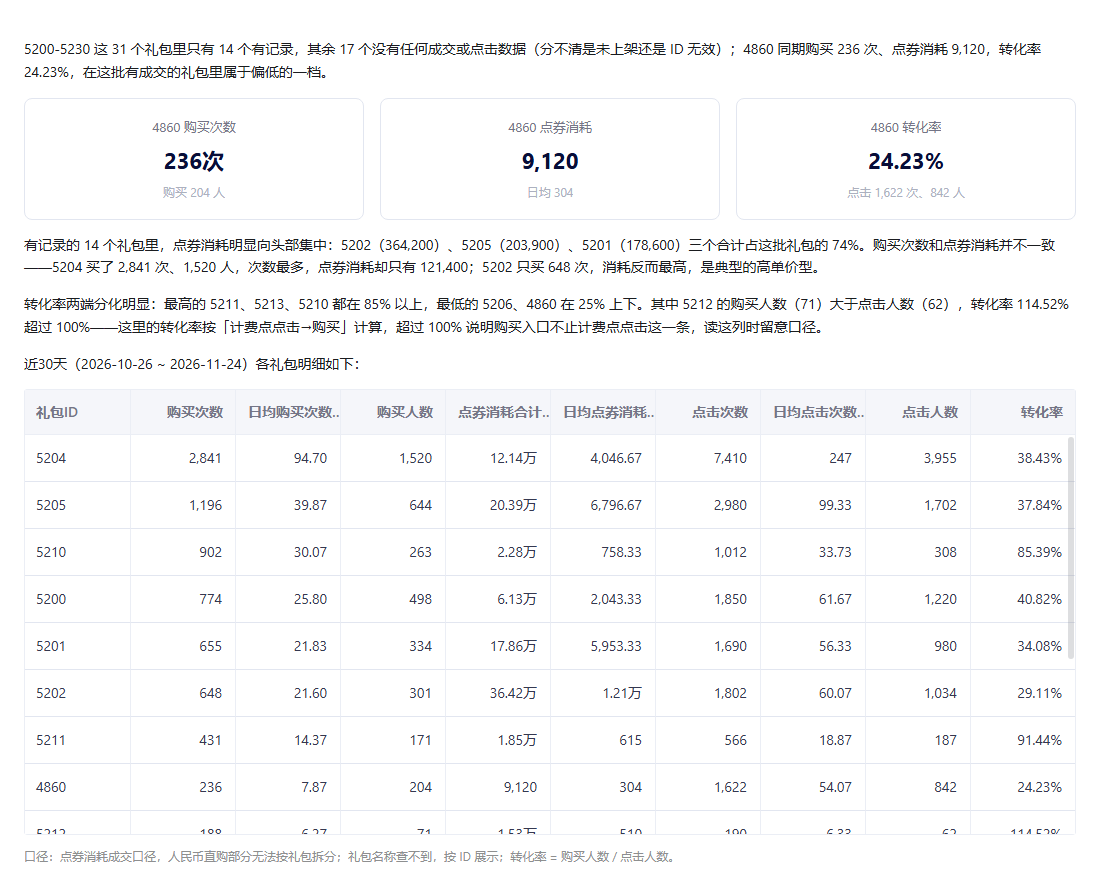 5200-5230 这 31 个礼包里只有 14 个有记录，其余 17 个没有任何成交或点击数据（分不清是未上架还是 ID 无效）；4860 同期购买 236 次、点券消耗 9,120，转化率
24.23%，在这批有成交的礼包里属于偏低的一档。
4860 购买次数
236次
购买 204 人
4860 点券消耗
9,120
日均 304
4860 转化率
24.23%
点击 1,622 次、842 人
有记录的 14 个礼包里，点券消耗明显向头部集中：5202（364,200）、5205（203,900）、5201（178,600）三个合计占这批礼包的 74%。购买次数和点券消耗并不一致
——5204 买了 2,841 次、1,520 人，次数最多，点券消耗却只有 121,400；5202 只买 648 次，消耗反而最高，是典型的高单价型。
转化率两端分化明显：最高的 5211、5213、5210 都在 85% 以上，最低的 5206、4860 在 25% 上下。其中 5212 的购买人数（71）大于点击人数（62），转化率 114.52%
超过 100%——这里的转化率按「计费点点击→购买」计算，超过 100% 说明购买入口不止计费点点击这一条，读这列时留意口径。
近30天（2026-10-26 ~ 2026-11-24）各礼包明细如下：
礼包ID 购买次数 日均购买次数.. 购买人数 点券消耗合计.. 日均点券消耗.. 点击次数 日均点击次数.. 点击人数 转化率
5204 2,841 94.70 1,520 12.14万 4,046.67 7,410 247 3,955 38.43%
5205 1,196 39.87 644 20.39万 6,796.67 2,980 99.33 1,702 37.84%
5210 902 30.07 263 2.28万 758.33 1,012 33.73 308 85.39%
5200 774 25.80 498 6.13万 2,043.33 1,850 61.67 1,220 40.82%
5201 655 21.83 334 17.86万 5,953.33 1,690 56.33 980 34.08%
5202 648 21.60 301 36.42万 1.21万 1,802 60.07 1,034 29.11%
5211 431 14.37 171 1.85万 615 566 18.87 187 91.44%
4860 236 7.87 204 9,120 304 1,622 54.07 842 24.23%
5212 188 6.27 71 1.53万 510 190 6.33 62 114.52%
口径：点券消耗成交口径，人民币直购部分无法按礼包拆分；礼包名称查不到，按 ID 展示；转化率 = 购买人数 / 点击人数。